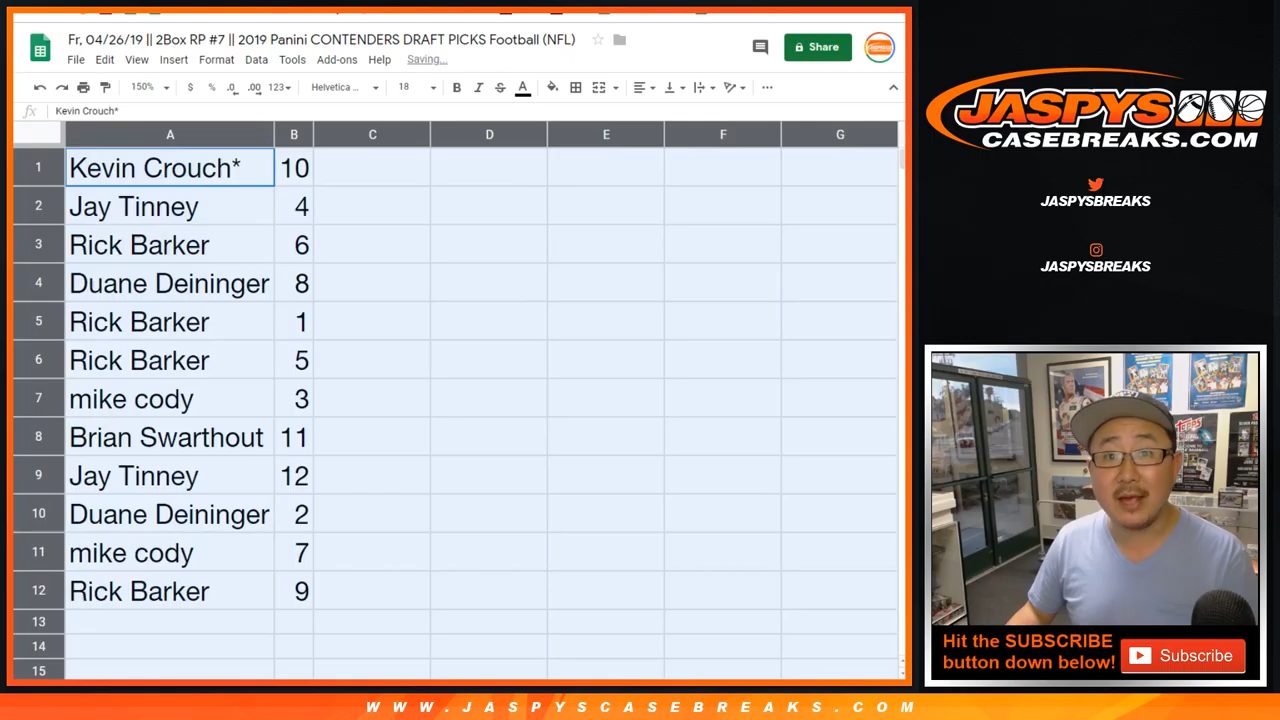 Fr, 04/26/19 || 2Box RP #7 || 2019 Panini CONTENDERS DRAFT PICKS Football (NFL)
File Edit View Insert Format Data Tools Add-ons Help Saving...
Share
150% $ % .0 .00 123 Helvetica ... 18 B I S A
fx Kevin Crouch*
A B C D E F G
1 Kevin Crouch* 10
2 Jay Tinney 4
3 Rick Barker 6
4 Duane Deininger 8
5 Rick Barker 1
6 Rick Barker 5
7 mike cody 3
8 Brian Swarthout 11
9 Jay Tinney 12
10 Duane Deininger 2
11 mike cody 7
12 Rick Barker 9
13
14
15
JASPYS
CASEBREAKS.COM
JASPYSBREAKS
JASPYSBREAKS
Hit the SUBSCRIBE
button down below!
Subscribe
WWW.JASPYSCASEBREAKS.COM